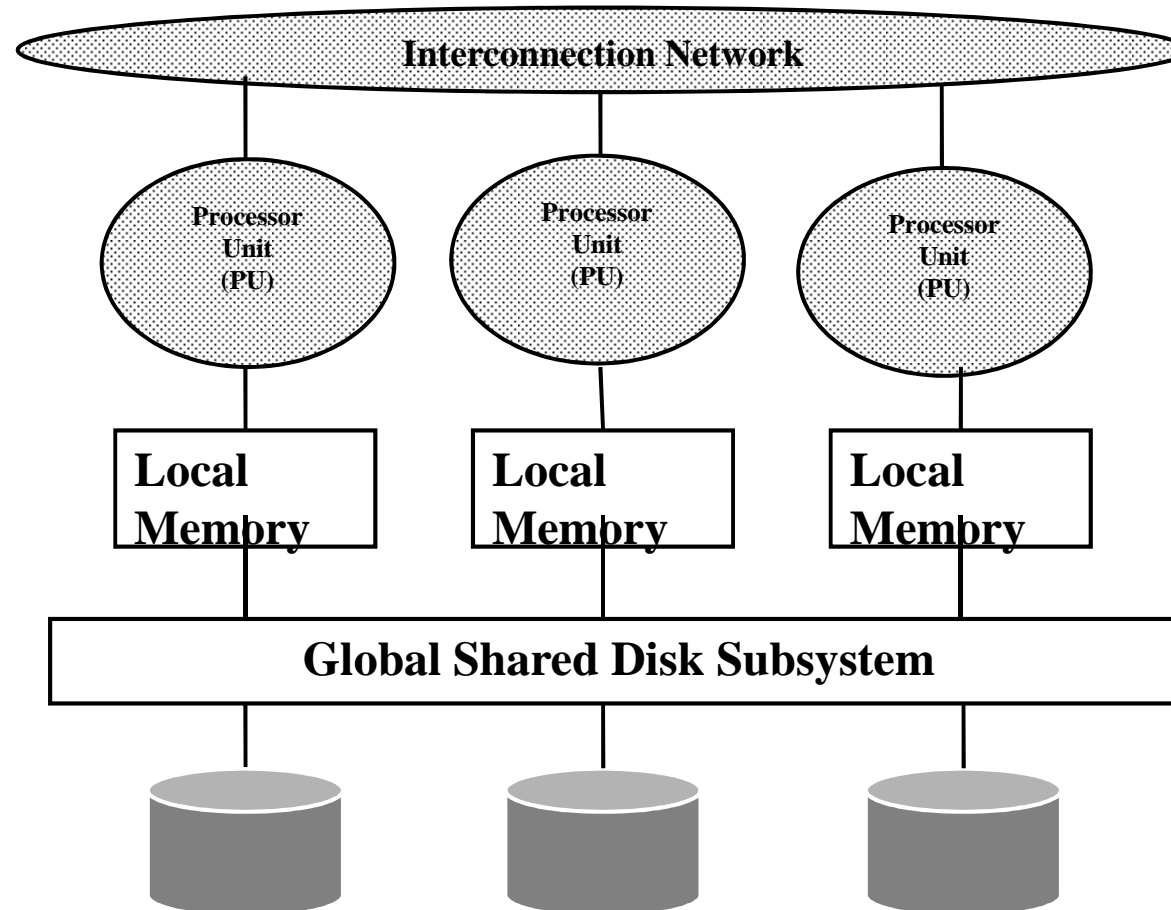 Interconnection Network
Processor
Unit
(PU)
Processor
Unit
(PU)
Processor
Unit
(PU)
Local
Memory
Local
Memory
Local
Memory
Global Shared Disk Subsystem